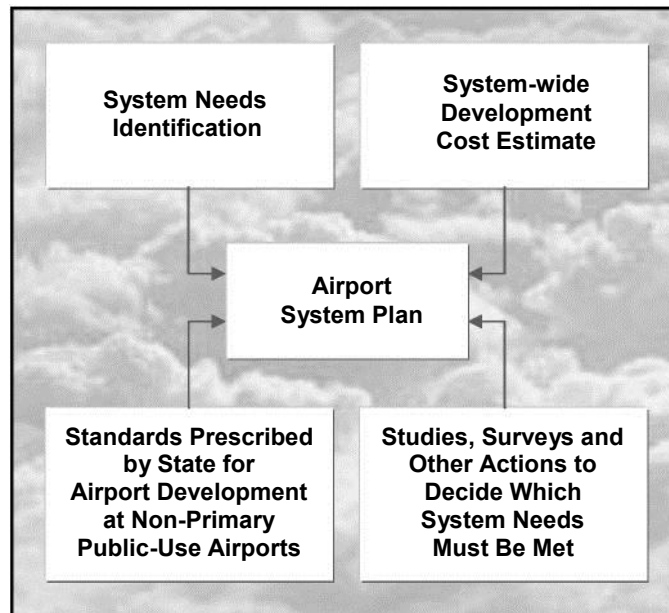 System Needs
Identification
System-wide
Development
Cost Estimate
Airport
System Plan
Standards Prescribed
by State for
Airport Development
at Non-Primary
Public-Use Airports
Studies, Surveys and
Other Actions to
Decide Which
System Needs
Must Be Met